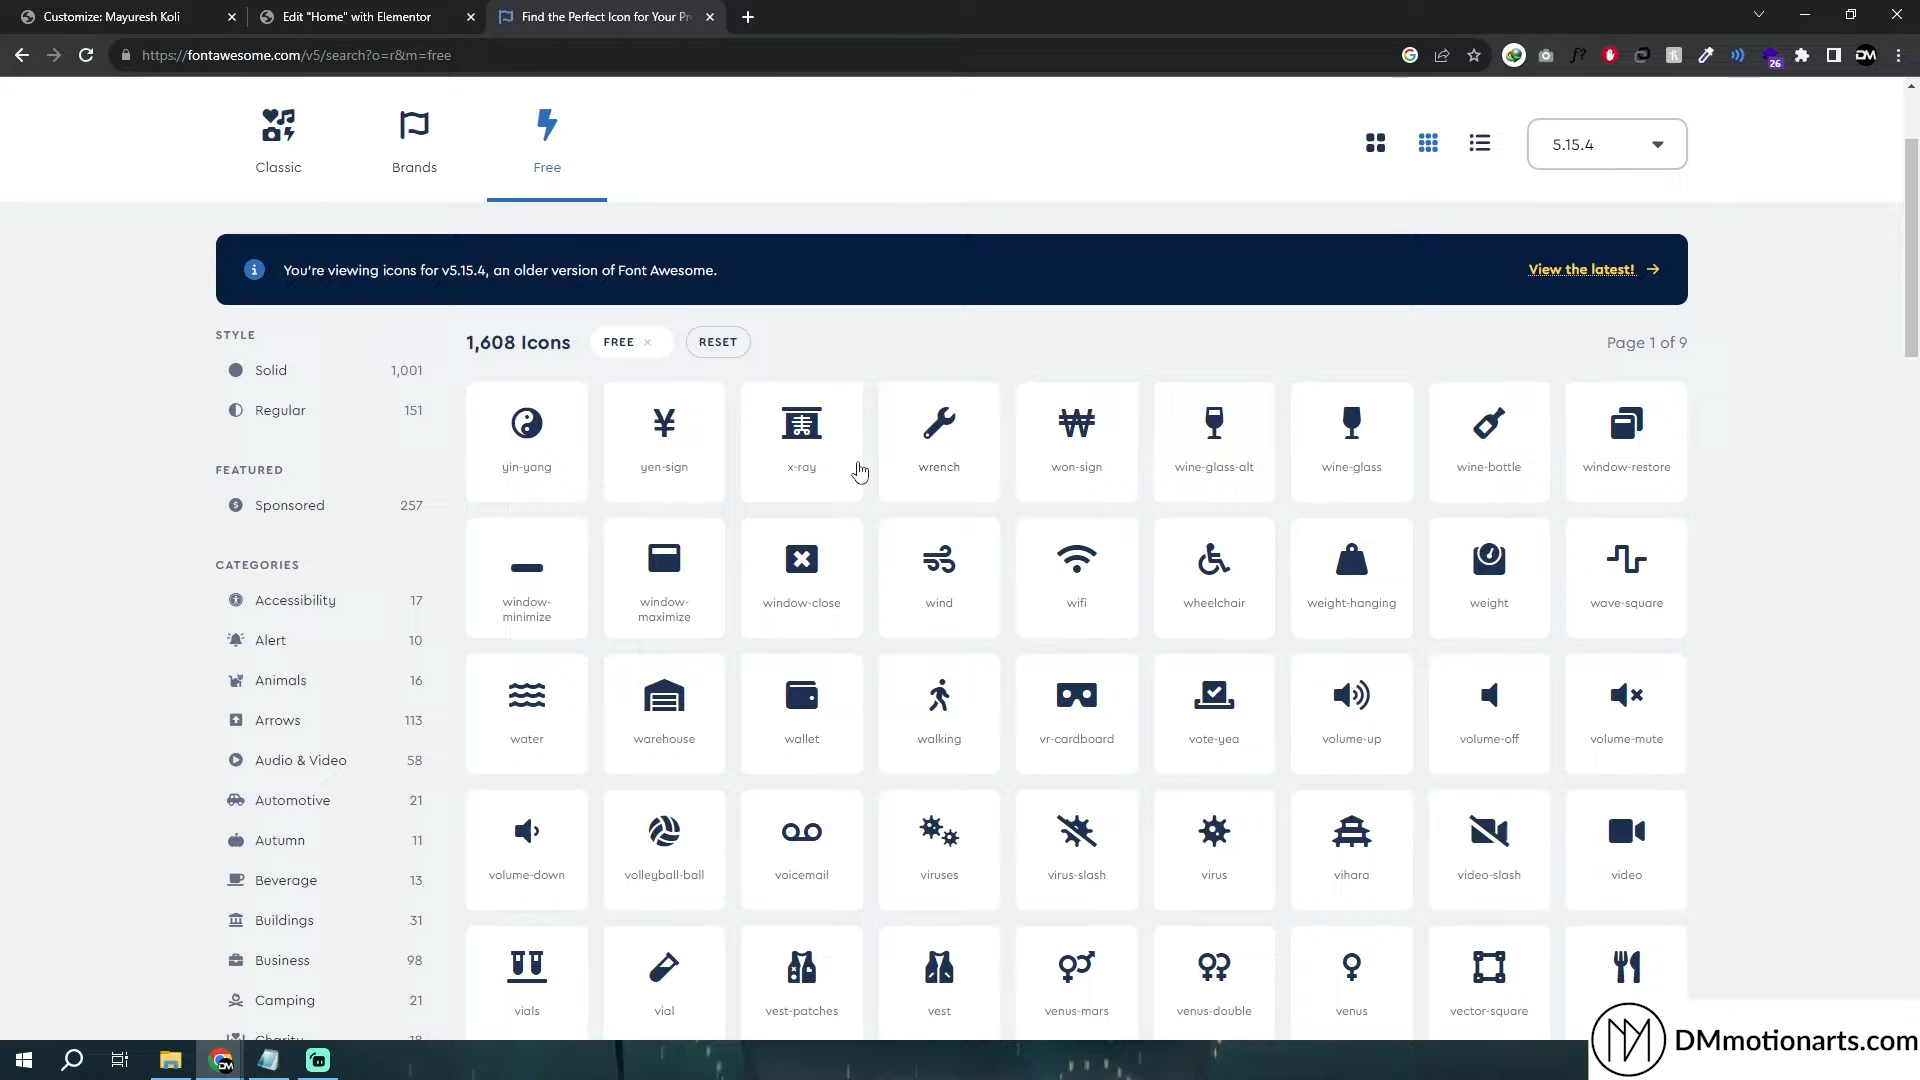 Customize: Mayuresh Koli
Edit "Home" with Elementor
Find the Perfect Icon for Your Pr
https://fontawesome.com/v5/search?o=r&m=free
26
DM
Classic
Brands
Free
5.15.4
You're viewing icons for v5.15.4, an older version of Font Awesome.
View the latest!
STYLE
Solid 1,001
Regular 151
FEATURED
Sponsored 257
CATEGORIES
Accessibility 17
Alert 10
Animals 16
Arrows 113
Audio & Video 58
Automotive 21
Autumn 11
Beverage 13
Buildings 31
Business 98
Camping 21
Charity 18
1,608 Icons
FREE
RESET
Page 1 of 9
yin-yang
yen-sign
x-ray
wrench
won-sign
wine-glass-alt
wine-glass
wine-bottle
window-restore
window-
minimize
window-
maximize
window-close
wind
wifi
wheelchair
weight-hanging
weight
wave-square
water
warehouse
wallet
walking
vr-cardboard
vote-yea
volume-up
volume-off
volume-mute
volume-down
volleyball-ball
voicemail
viruses
virus-slash
virus
vihara
video-slash
video
vials
vial
vest-patches
vest
venus-mars
venus-double
venus
vector-square
DMmotionarts.com